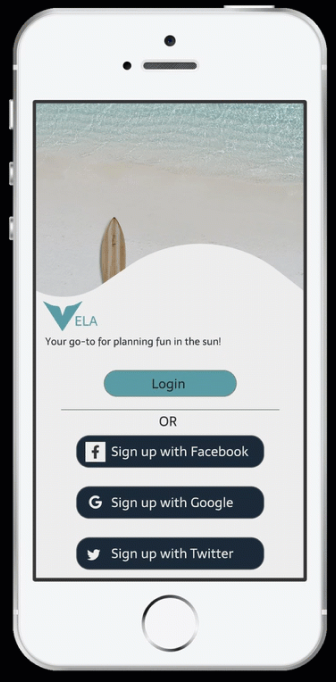 VELA
Your go-to for planning fun in the sun!
Login
OR
Sign up with Facebook
Sign up with Google
Sign up with Twitter